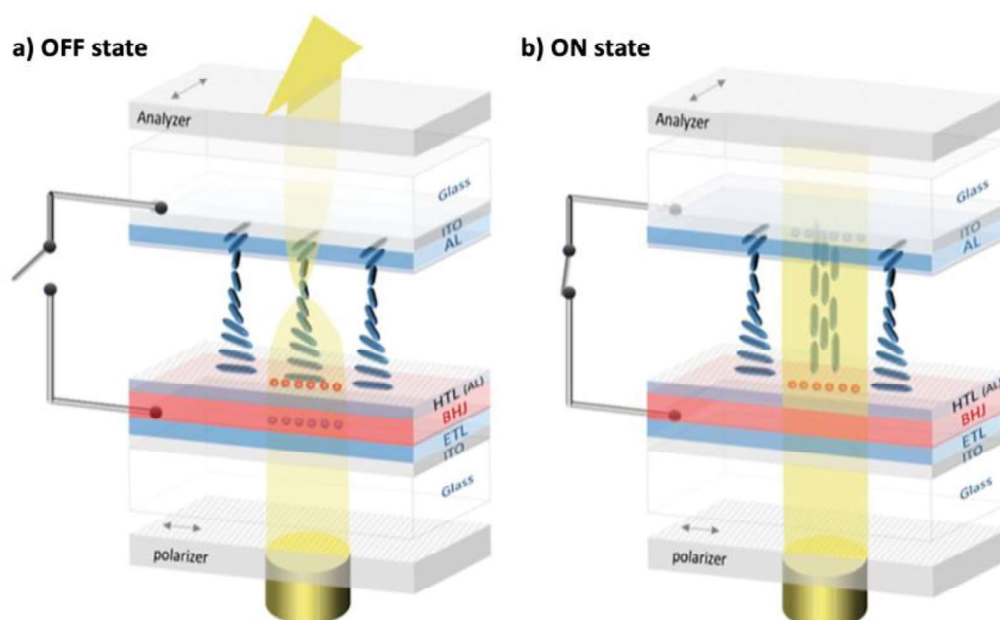 a) OFF state
Analyzer
Glass
ITO
AL
HTL (AL)
BHJ
ETL
ITO
Glass
polarizer
b) ON state
Analyzer
Glass
ITO
AL
HTL (AL)
BHJ
ETL
ITO
Glass
polarizer